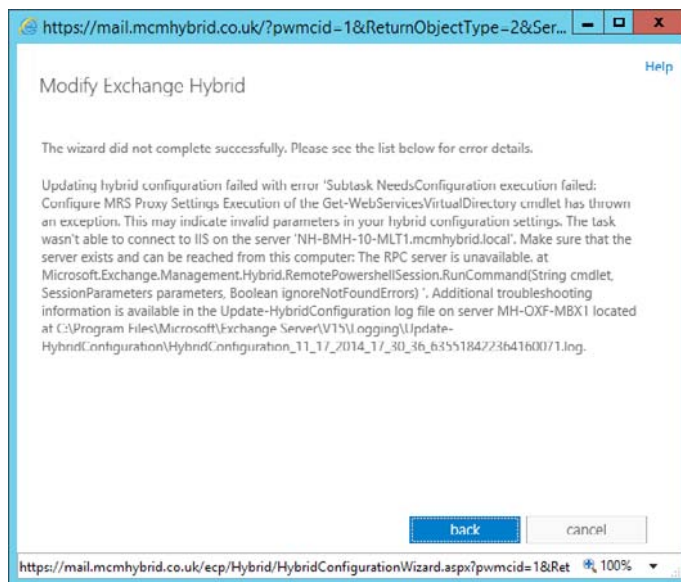 https://mail.mcmhybrid.co.uk/?pwmcid=1&ReturnObjectType=2&Ser...
Help
Modify Exchange Hybrid
The wizard did not complete successfully. Please see the list below for error details.
Updating hybrid configuration failed with error 'Subtask NeedsConfiguration execution failed:
Configure MRS Proxy Settings Execution of the Get-WebServicesVirtualDirectory cmdlet has thrown
an exception. This may indicate invalid parameters in your hybrid configuration settings. The task
wasn't able to connect to IIS on the server 'NH-BMH-10-MLT1.mcmhybrid.local'. Make sure that the
server exists and can be reached from this computer: The RPC server is unavailable. at
Microsoft.Exchange.Management.Hybrid.RemotePowershellSession.RunCommand(String cmdlet,
SessionParameters parameters, Boolean ignoreNotFoundErrors) '. Additional troubleshooting
information is available in the Update-HybridConfiguration log file on server MH-OXF-MBX1 located
at C:\Program Files\Microsoft\Exchange Server\V15\Logging\Update-
HybridConfiguration\HybridConfiguration_11_17_2014_17_30_36_635518422364160071.log.
back
cancel
https://mail.mcmhybrid.co.uk/ecp/Hybrid/HybridConfigurationWizard.aspx?pwmcid=1&Ret
100%